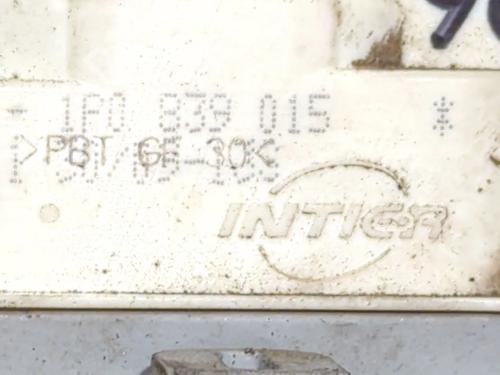 1P0 839 015 *
>PBT GF 30<
INTIER